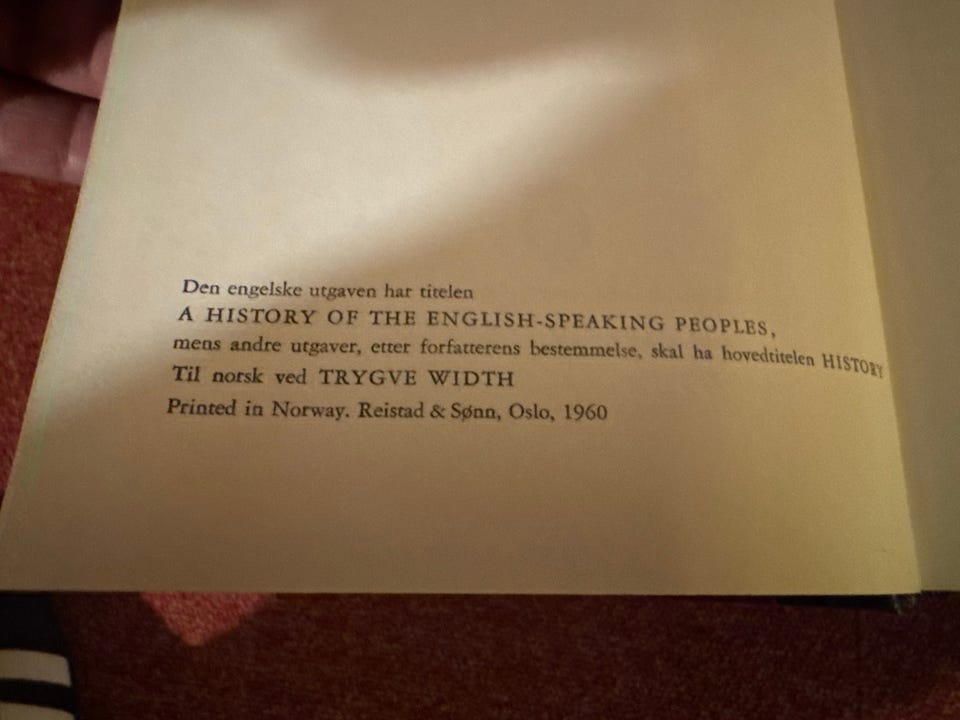 Den engelske utgaven har titelen
A HISTORY OF THE ENGLISH-SPEAKING PEOPLES,
mens andre utgaver, etter forfatterens bestemmelse, skal ha hovedtitelen HISTORY
Til norsk ved TRYGVE WIDTH
Printed in Norway. Reistad & Sønn, Oslo, 1960